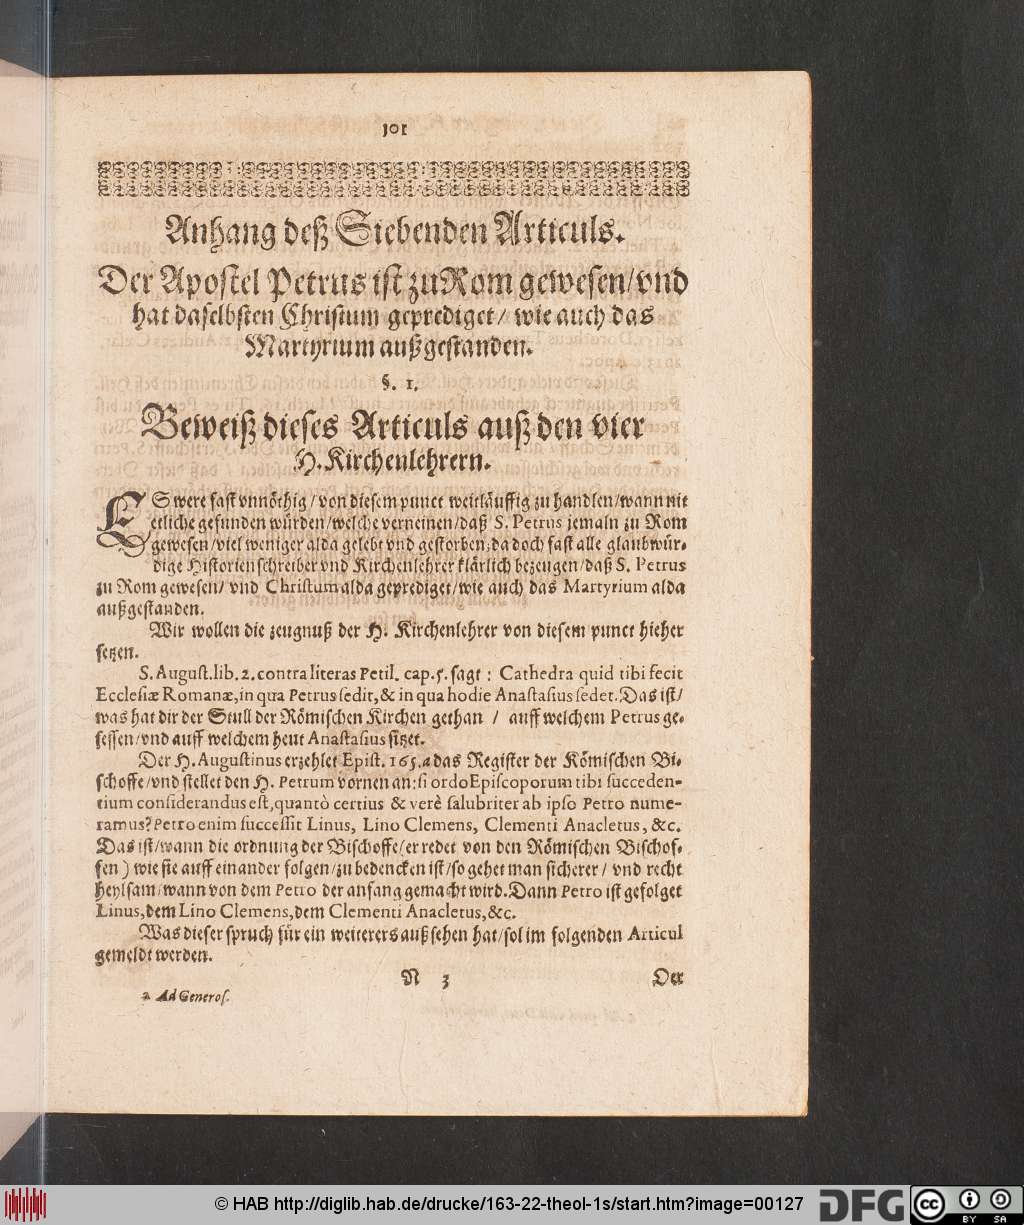 101
Anhang deß Siebenden Articuls.
Der Apostel Petrus ist zu Rom gewesen/ vnd
hat daselbsten Christum geprediget/ wie auch das
Martyrium außgestanden.
§. 1.
Beweiß dieses Articuls auß den vier
H. Kirchenlehrern.
ES were fast vnnöthig/ von diesem punct weitläuffig zu handlen/ wann nit
etliche gefunden würden/ welche verneinen/ daß S. Petrus jemaln zu Rom
gewesen/ viel weniger alda gelebt vnd gestorben; da doch fast alle glaubwür-
dige Historienschreiber vnd Kirchenlehrer klärlich bezeugen/ daß S. Petrus
zu Rom gewesen/ vnd Christum alda geprediget/ wie auch das Martyrium alda
außgestanden.
Wir wollen die zeugnuß der H. Kirchenlehrer von diesem punct hieher
setzen.
S. August. lib. 2. contra literas Petil. cap. 5. sagt: Cathedra quid tibi fecit
Ecclesiæ Romanæ, in qua Petrus sedit, & in qua hodie Anastasius sedet. Das ist/
was hat dir der Stull der Römischen Kirchen gethan / auff welchem Petrus ge-
sessen/ vnd auff welchem heut Anastasius sitzet.
Der H. Augustinus erzehlet Epist. 165. a das Register der Römischen Bi-
schoffe/ vnd stellet den H. Petrum vornen an: si ordo Episcoporum tibi succeden-
tium considerandus est, quantò certius & verè salubriter ab ipso Petro nume-
ramus? Petro enim successit Linus, Lino Clemens, Clementi Anacletus, &c.
Das ist/ wann die ordnung der Bischoffe (er redet von den Römischen Bischof-
fen) wie sie auff einander folgen/ zu bedencken ist/ so gehet man sicherer/ vnd recht
heylsam/ wann von dem Petro der anfang gemacht wird. Dann Petro ist gefolget
Linus, dem Lino Clemens, dem Clementi Anacletus, &c.
Was dieser spruch für ein weiterers außsehen hat/ sol im folgenden Articul
gemeldt werden.
N 3 Der
a Ad Generos.
© HAB http://diglib.hab.de/drucke/163-22-theol-1s/start.htm?image=00127
DFG
cc BY SA